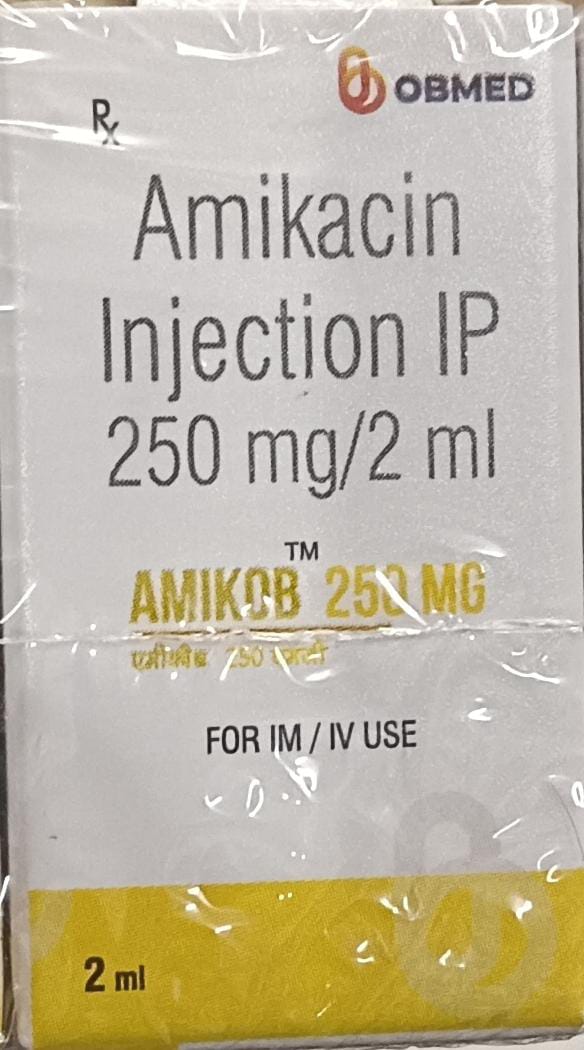 OBMED
Rx
Amikacin
Injection IP
250 mg/2 ml
TM
AMIKOB 250 MG
250
FOR IM / IV USE
2 ml